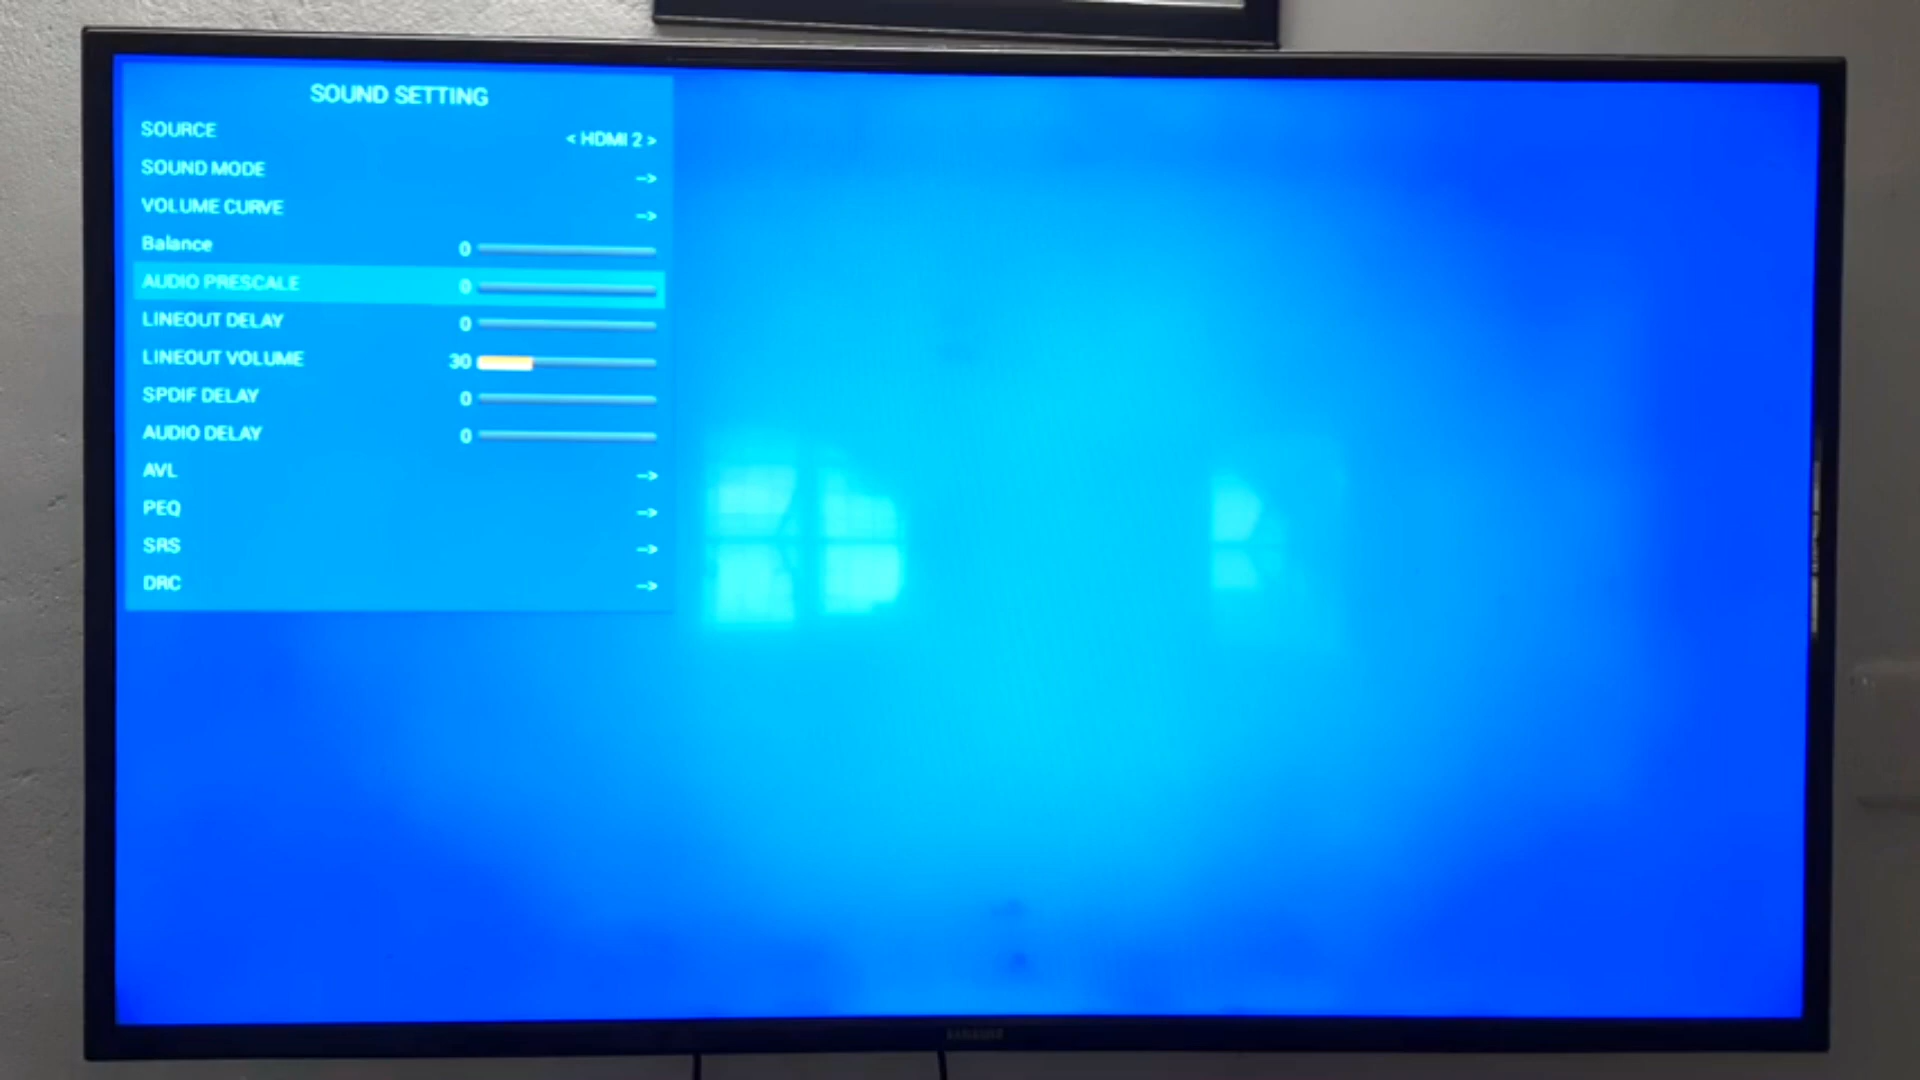 SOUND SETTING
SOURCE < HDMI 2 >
SOUND MODE -->
VOLUME CURVE -->
Balance 0
AUDIO PRESCALE 0
LINEOUT DELAY 0
LINEOUT VOLUME 30
SPDIF DELAY 0
AUDIO DELAY 0
AVL -->
PEQ -->
SRS -->
DRC -->
SAMSUNG